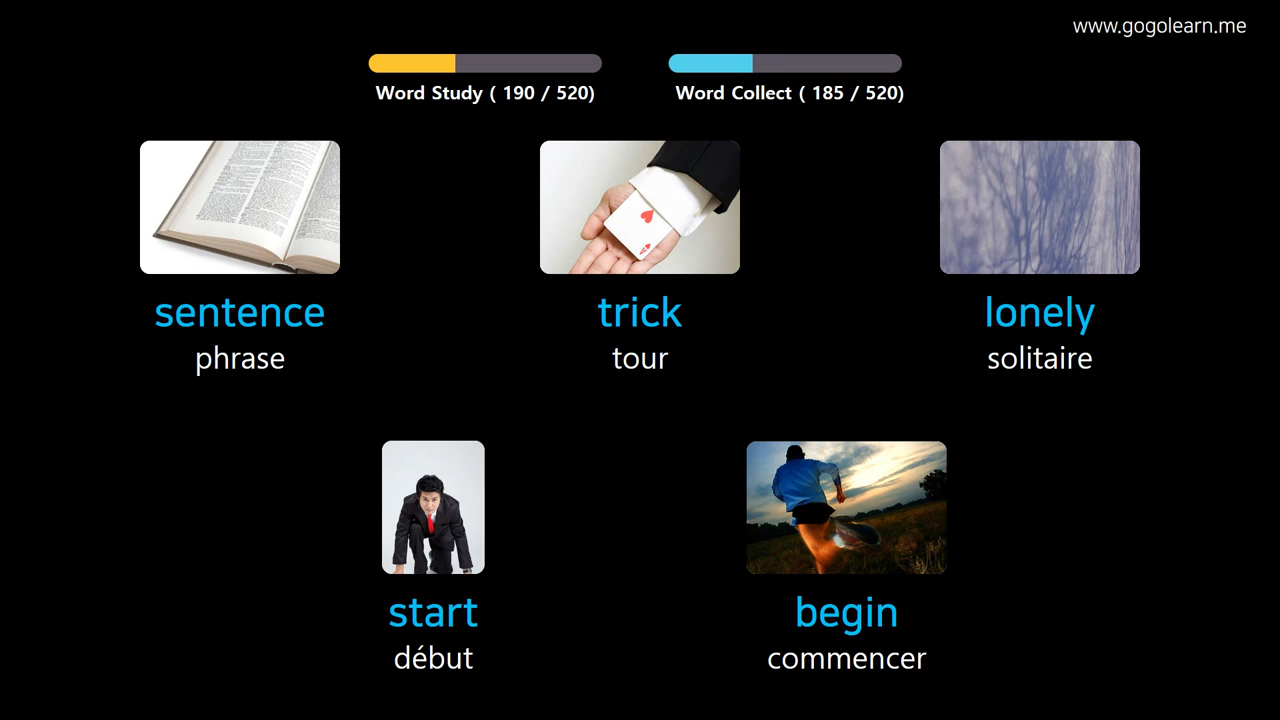 www.gogolearn.me
Word Study ( 190 / 520)
Word Collect ( 185 / 520)
sentence
phrase
trick
tour
lonely
solitaire
start
début
begin
commencer